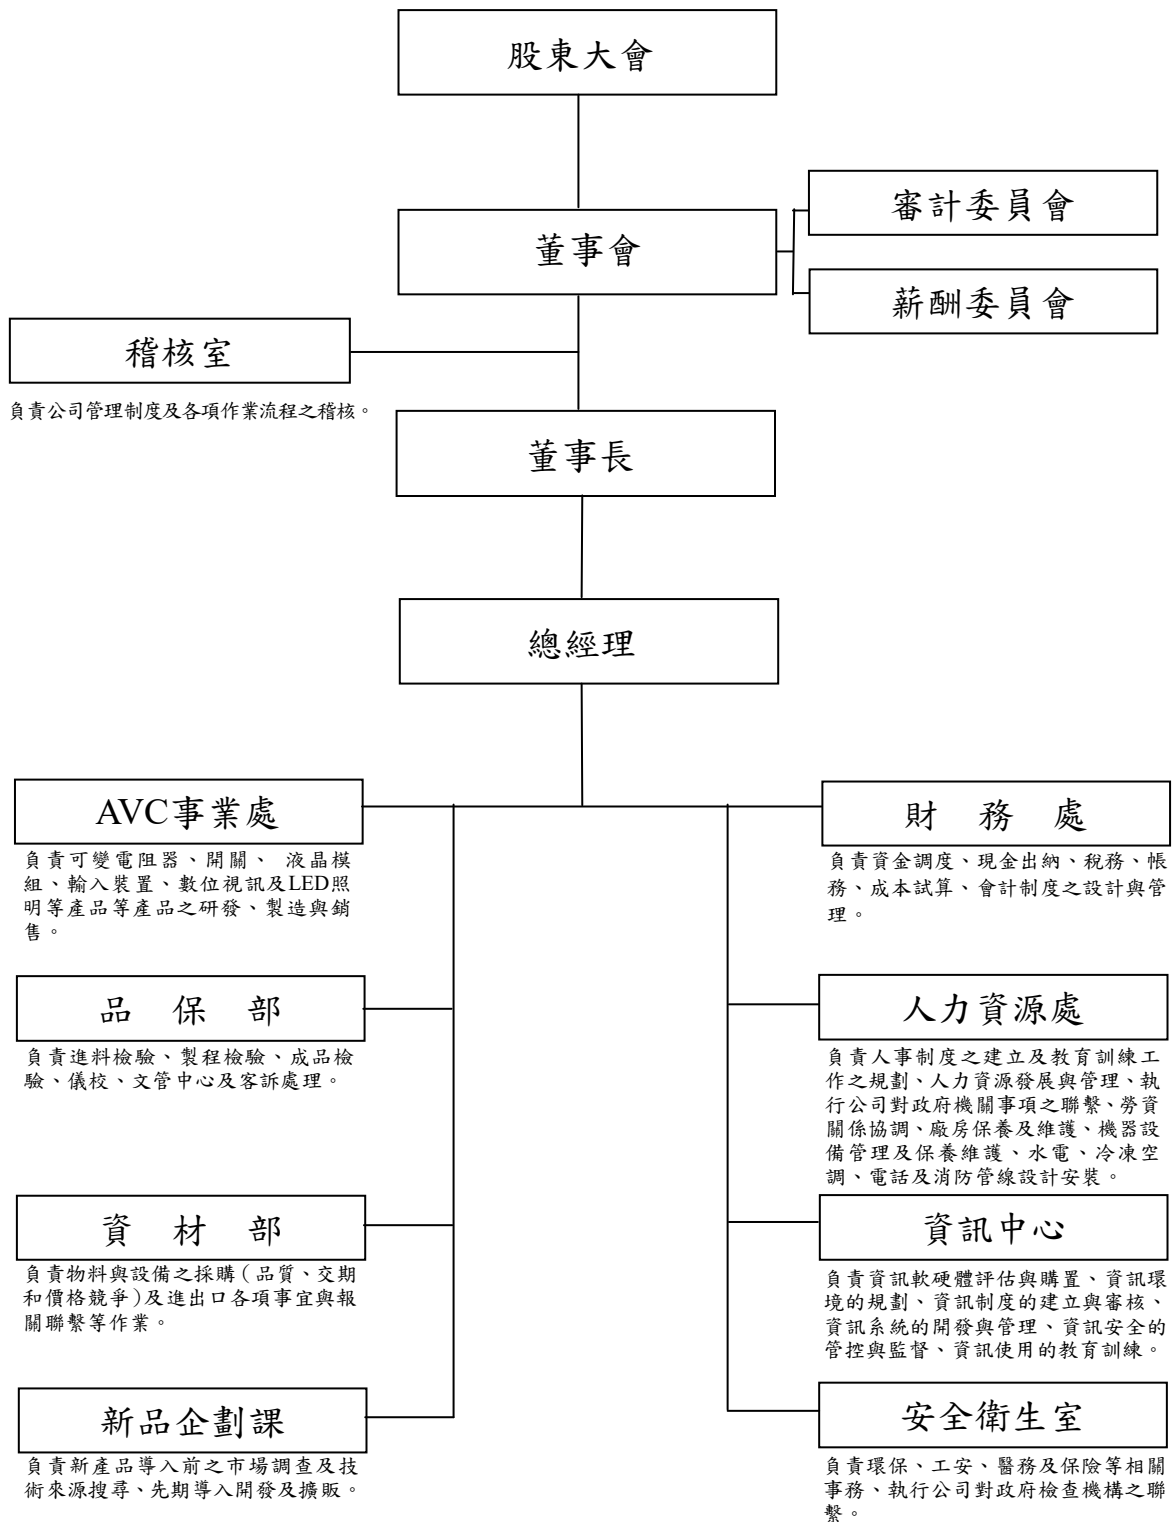 股東大會
董事會
審計委員會
薪酬委員會
稽核室
負責公司管理制度及各項作業流程之稽核。
董事長
總經理
AVC事業處
負責可變電阻器、開關、 液晶模
組、輸入裝置、數位視訊及LED照
明等產品等產品之研發、製造與銷
售。
品 保 部
負責進料檢驗、製程檢驗、成品檢
驗、儀校、文管中心及客訴處理。
資 材 部
負責物料與設備之採購(品質、交期
和價格競爭)及進出口各項事宜與報
關聯繫等作業。
新品企劃課
負責新產品導入前之市場調查及技
術來源搜尋、先期導入開發及擴販。
財 務 處
負責資金調度、現金出納、稅務、帳
務、成本試算、會計制度之設計與管
理。
人力資源處
負責人事制度之建立及教育訓練工
作之規劃、人力資源發展與管理、執
行公司對政府機關事項之聯繫、勞資
關係協調、廠房保養及維護、機器設
備管理及保養維護、水電、冷凍空
調、電話及消防管線設計安裝。
資訊中心
負責資訊軟硬體評估與購置、資訊環
境的規劃、資訊制度的建立與審核、
資訊系統的開發與管理、資訊安全的
管控與監督、資訊使用的教育訓練。
安全衛生室
負責環保、工安、醫務及保險等相關
事務、執行公司對政府檢查機構之聯
繫。